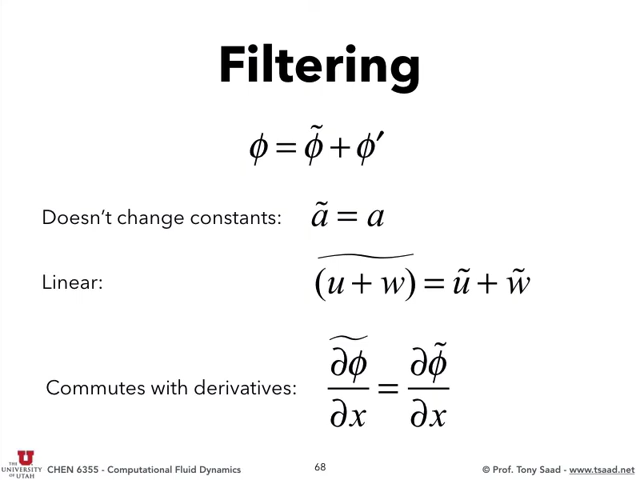 Filtering
ϕ = ϕ̃ + ϕ′
Doesn’t change constants: ã = a
Linear: (u + w)͠ = ũ + w̃
Commutes with derivatives: ∂ϕ͠/∂x = ∂ϕ̃/∂x
THE UNIVERSITY OF UTAH
U
CHEN 6355 - Computational Fluid Dynamics
68
© Prof. Tony Saad - www.tsaad.net